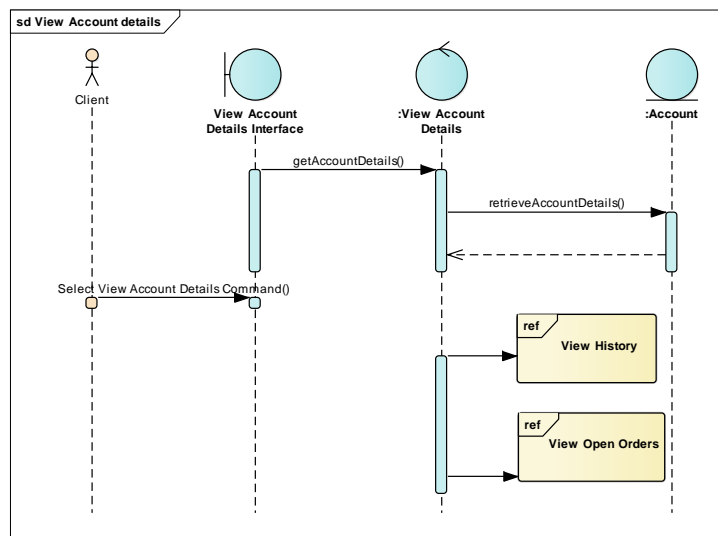 sd View Account details
Client
View Account
Details Interface
:View Account
Details
:Account
getAccountDetails()
retrieveAccountDetails()
Select View Account Details Command()
ref
View History
ref
View Open Orders